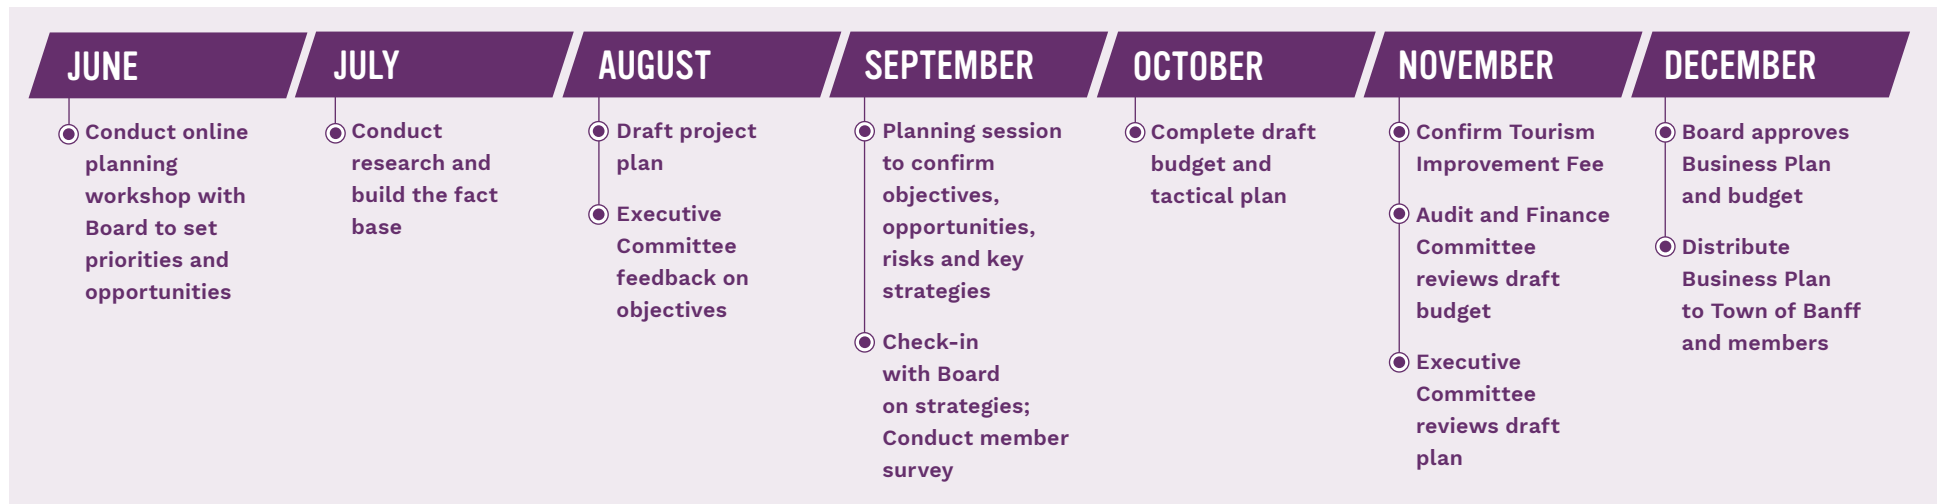 JUNE
Conduct online
planning
workshop with
Board to set
priorities and
opportunities
JULY
Conduct
research and
build the fact
base
AUGUST
Draft project
plan
Executive
Committee
feedback on
objectives
SEPTEMBER
Planning session
to confirm
objectives,
opportunities,
risks and key
strategies
Check-in
with Board
on strategies;
Conduct member
survey
OCTOBER
Complete draft
budget and
tactical plan
NOVEMBER
Confirm Tourism
Improvement Fee
Audit and Finance
Committee
reviews draft
budget
Executive
Committee
reviews draft
plan
DECEMBER
Board approves
Business Plan
and budget
Distribute
Business Plan
to Town of Banff
and members